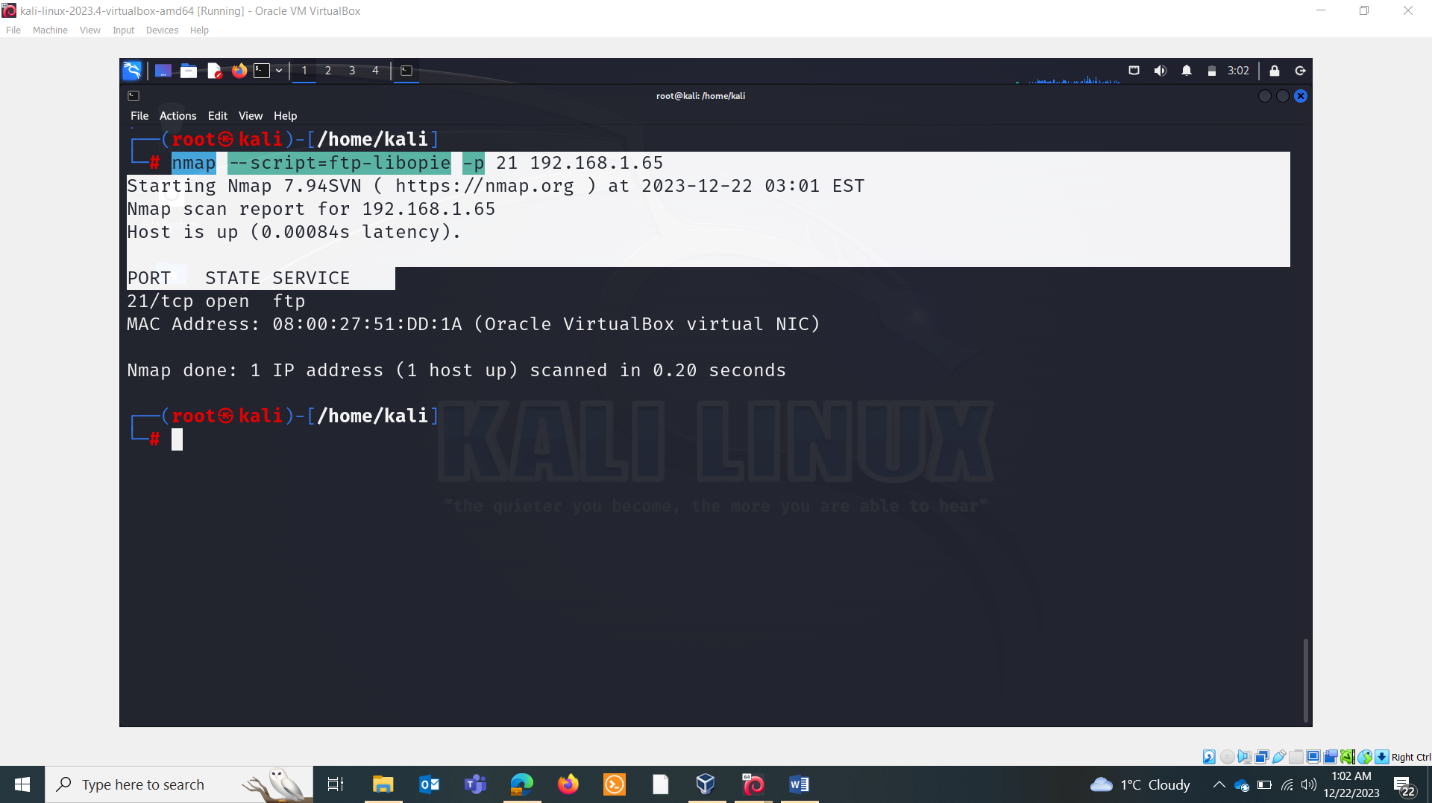 kali-linux-2023.4-virtualbox-amd64 [Running] - Oracle VM VirtualBox
File Machine View Input Devices Help
1 2 3 4 3:02
root@kali: /home/kali
File Actions Edit View Help
┌──(root㉿kali)-[/home/kali]
└─# nmap --script=ftp-libopie -p 21 192.168.1.65
Starting Nmap 7.94SVN ( https://nmap.org ) at 2023-12-22 03:01 EST
Nmap scan report for 192.168.1.65
Host is up (0.00084s latency).
PORT   STATE SERVICE
21/tcp open  ftp
MAC Address: 08:00:27:51:DD:1A (Oracle VirtualBox virtual NIC)
Nmap done: 1 IP address (1 host up) scanned in 0.20 seconds
┌──(root㉿kali)-[/home/kali]
└─#
KALI LINUX
"the quieter you become, the more you are able to hear"
Right Ctrl
Type here to search
1°C Cloudy
1:02 AM
12/22/2023
22